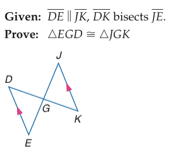 Given: DE ∥ JK, DK bisects JE.
Prove: △EGD ≅ △JGK
J
D
G
K
E